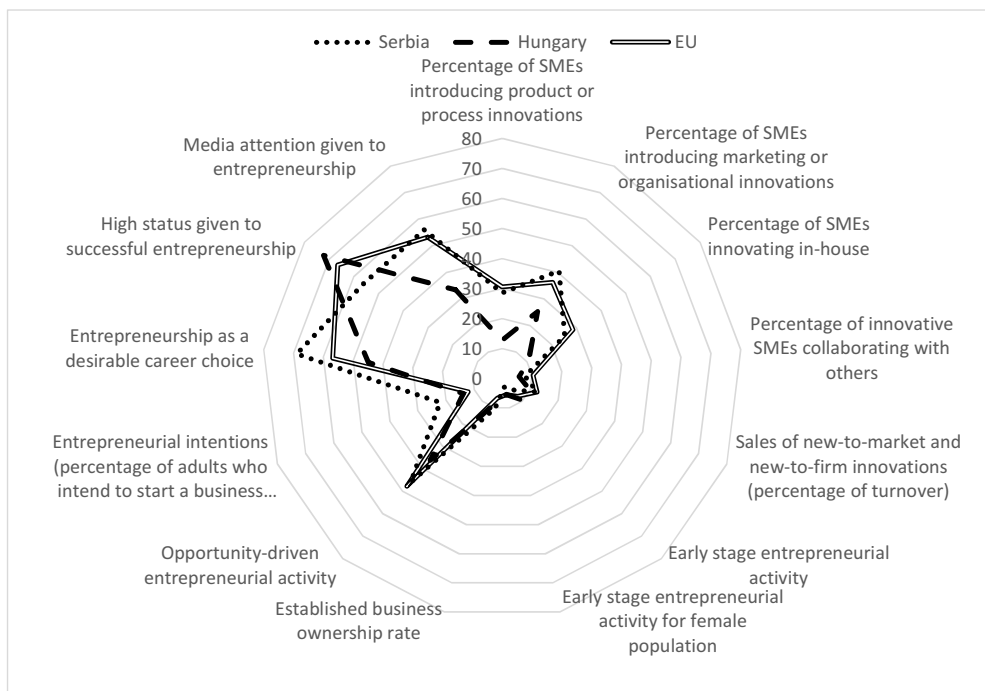 Serbia Hungary EU
Percentage of SMEs
introducing product or
process innovations
Percentage of SMEs
introducing marketing or
organisational innovations
Percentage of SMEs
innovating in-house
Percentage of innovative
SMEs collaborating with
others
Sales of new-to-market and
new-to-firm innovations
(percentage of turnover)
Early stage entrepreneurial
activity
Early stage entrepreneurial
activity for female
population
Established business
ownership rate
Opportunity-driven
entrepreneurial activity
Entrepreneurial intentions
(percentage of adults who
intend to start a business…
Entrepreneurship as a
desirable career choice
High status given to
successful entrepreneurship
Media attention given to
entrepreneurship
80
70
60
50
40
30
20
10
0